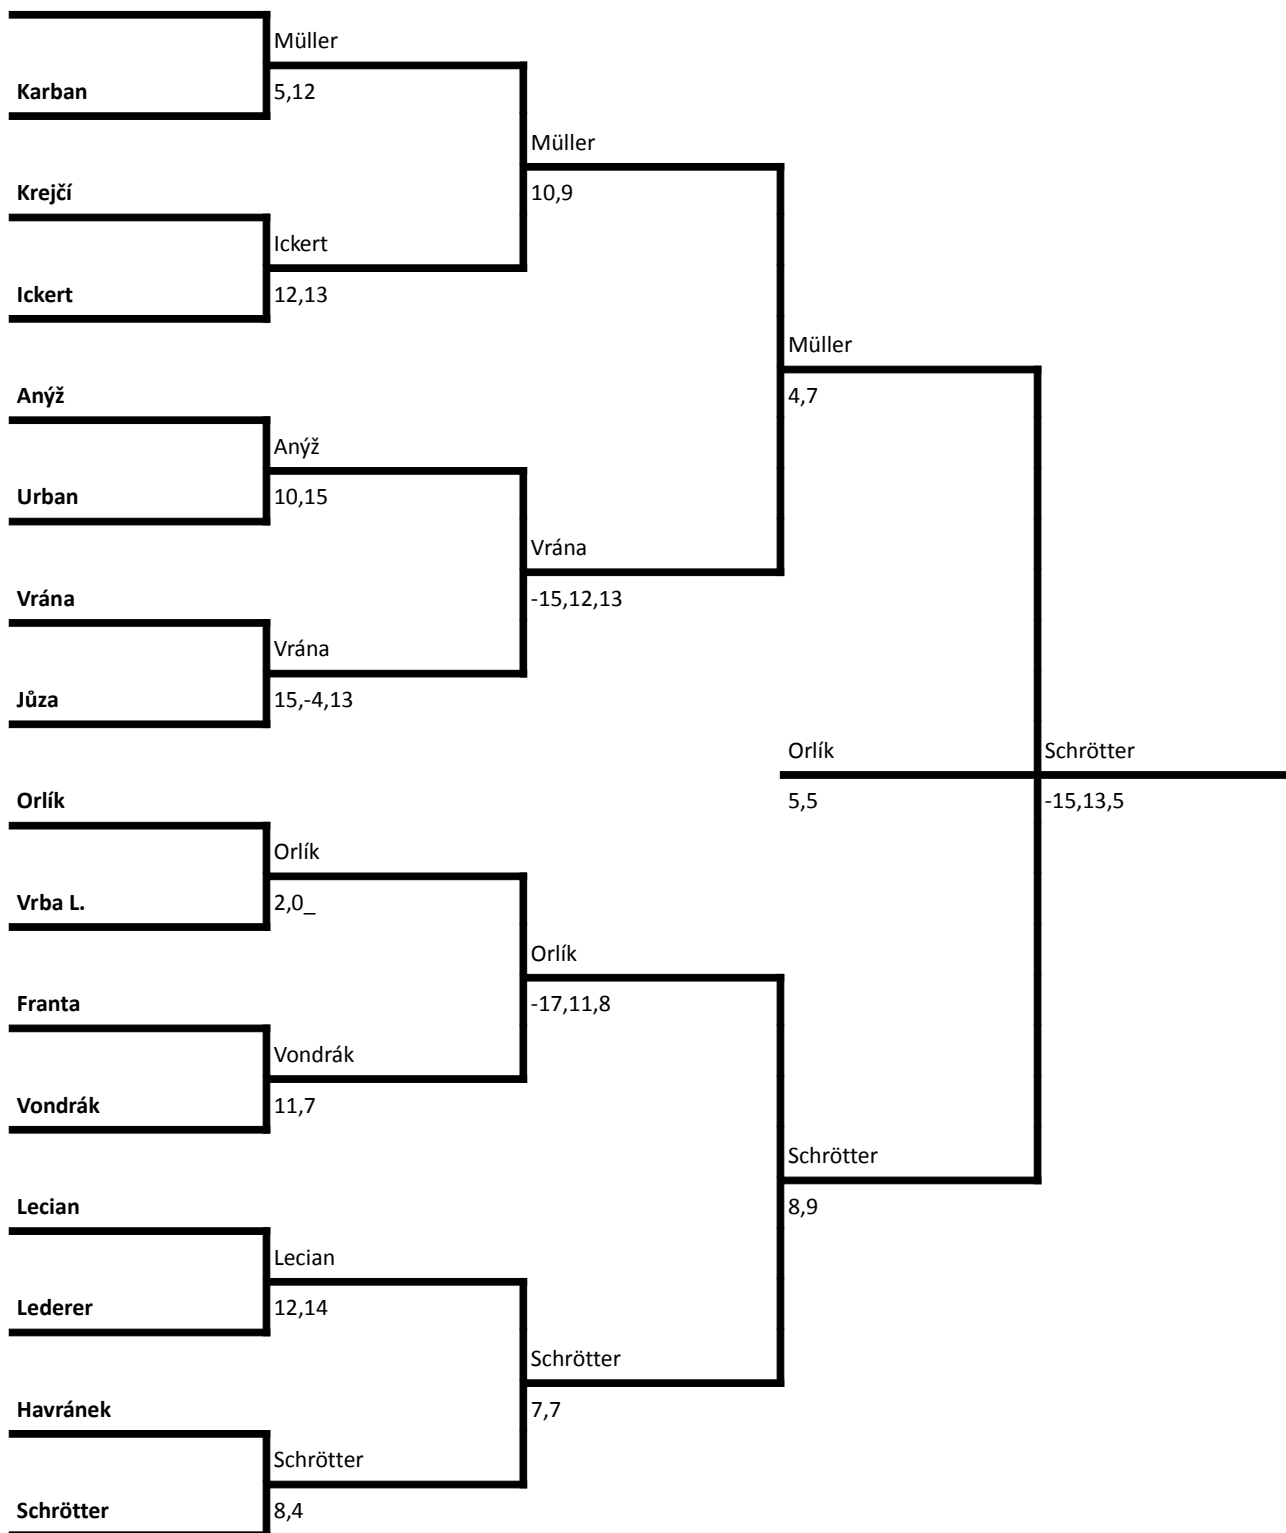 Müller
Karban
5,12
Müller
Krejčí
10,9
Ickert
Ickert
12,13
Müller
Anýž
4,7
Anýž
Urban
10,15
Vrána
Vrána
-15,12,13
Vrána
Jůza
15,-4,13
Orlík
Schrötter
Orlík
5,5
-15,13,5
Orlík
Vrba L.
2,0_
Orlík
Franta
-17,11,8
Vondrák
Vondrák
11,7
Schrötter
Lecian
8,9
Lecian
Lederer
12,14
Schrötter
Havránek
7,7
Schrötter
Schrötter
8,4